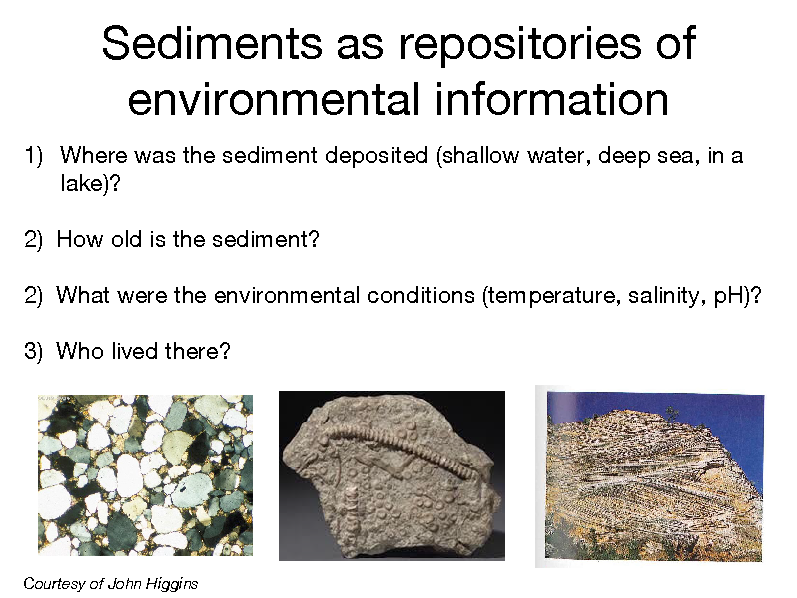 Sediments as repositories of
environmental information
1) Where was the sediment deposited (shallow water, deep sea, in a
lake)?
2) How old is the sediment?
2) What were the environmental conditions (temperature, salinity, pH)?
3) Who lived there?
Courtesy of John Higgins